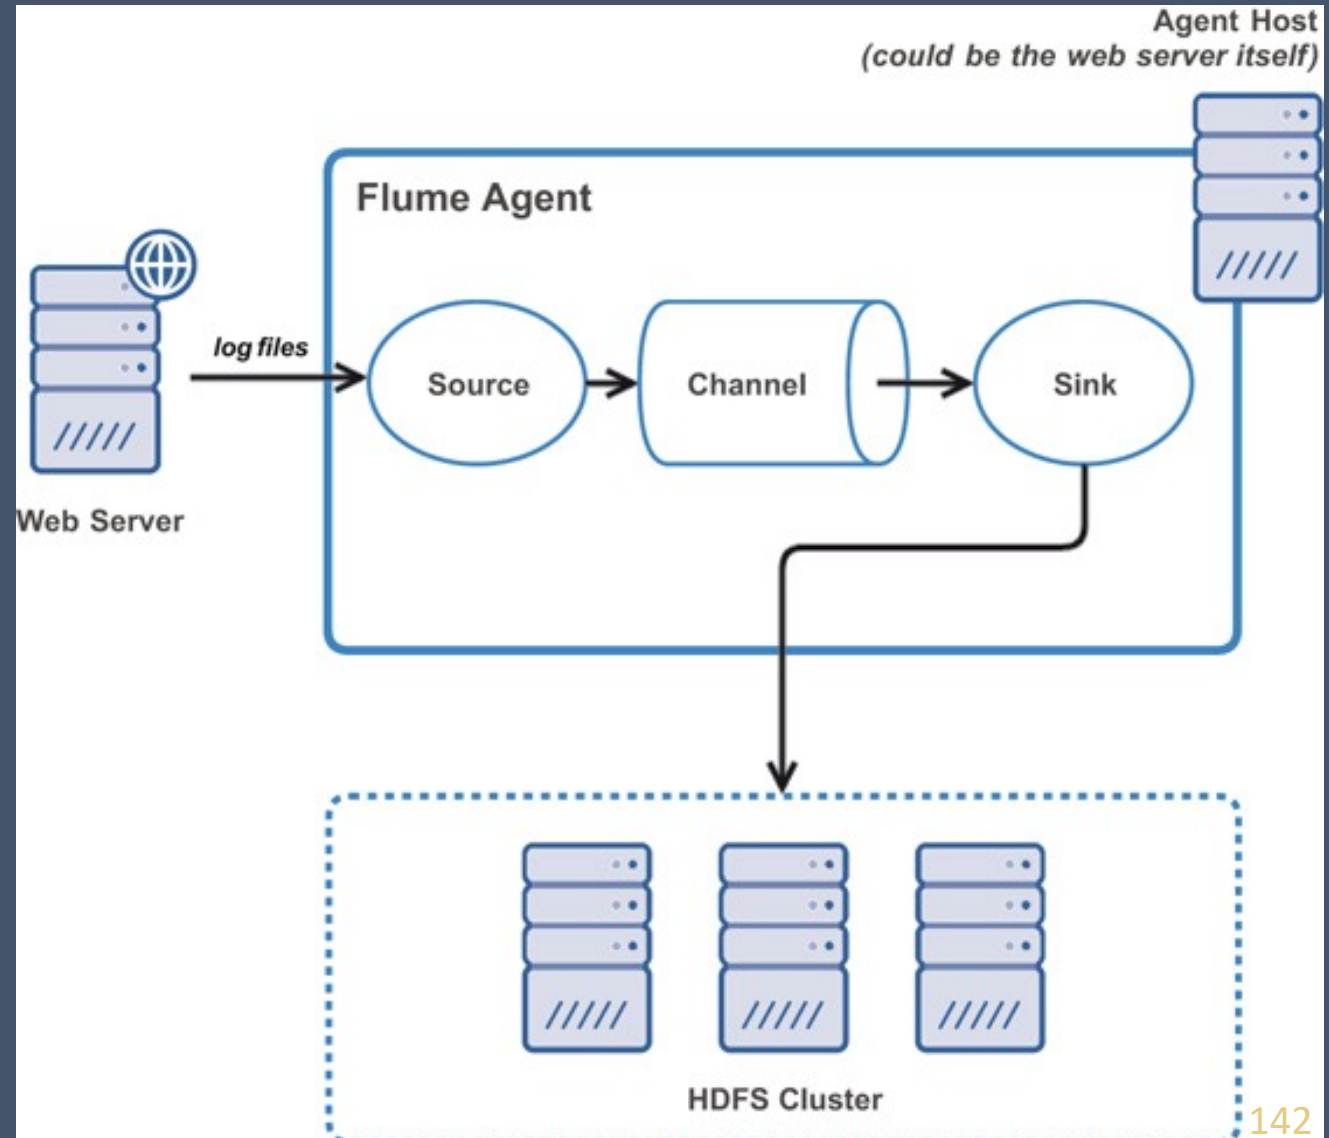 Agent Host
(could be the web server itself)
Flume Agent
log files
Source
Channel
Sink
Web Server
HDFS Cluster
142